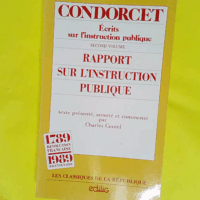 CONDORCET
Écrits
sur l'instruction publique
SECOND VOLUME
RAPPORT
SUR L'INSTRUCTION
PUBLIQUE
texte présenté, annoté et commenté
par
Charles Coutel
1789
RÉVOLUTION
FRANÇAISE
1989
LES CLASSIQUES DE LA RÉPUBLIQUE
edilig